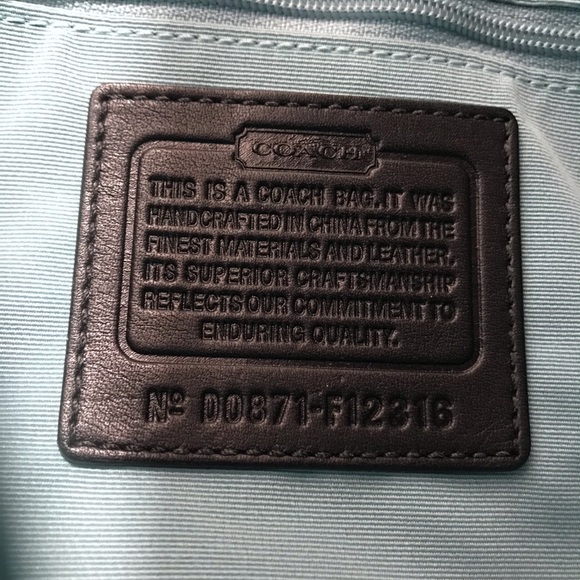 COACH
THIS IS A COACH BAG.IT WAS
HANDCRAFTED IN CHINA FROM THE
FINEST MATERIALS AND LEATHER.
ITS SUPERIOR CRAFTSMANSHIP
REFLECTS OUR COMMITMENT TO
ENDURING QUALITY.
Nº D0871-F12316